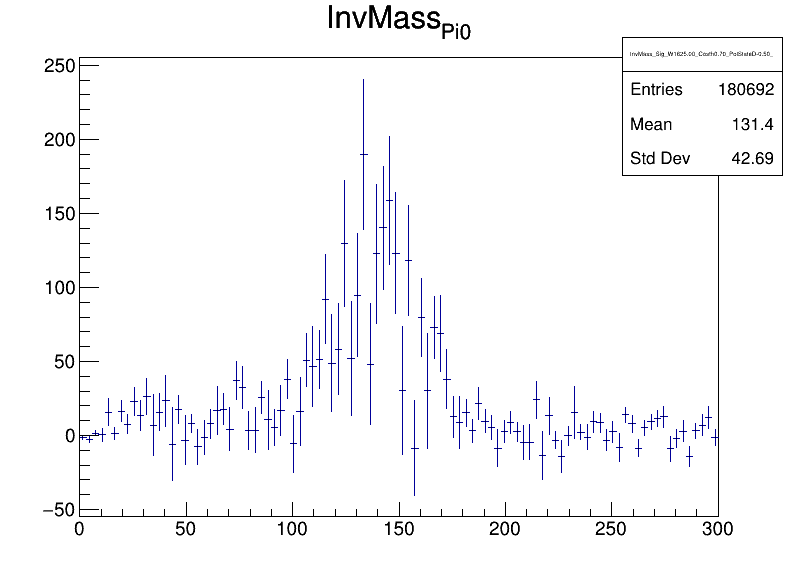 InvMass_Pi0
InvMass_Sig_W1625.00_Costh0.70_PolStateD-0.50_
Entries 180692
Mean 131.4
Std Dev 42.69
250
200
150
100
50
0
−50
0 50 100 150 200 250 300